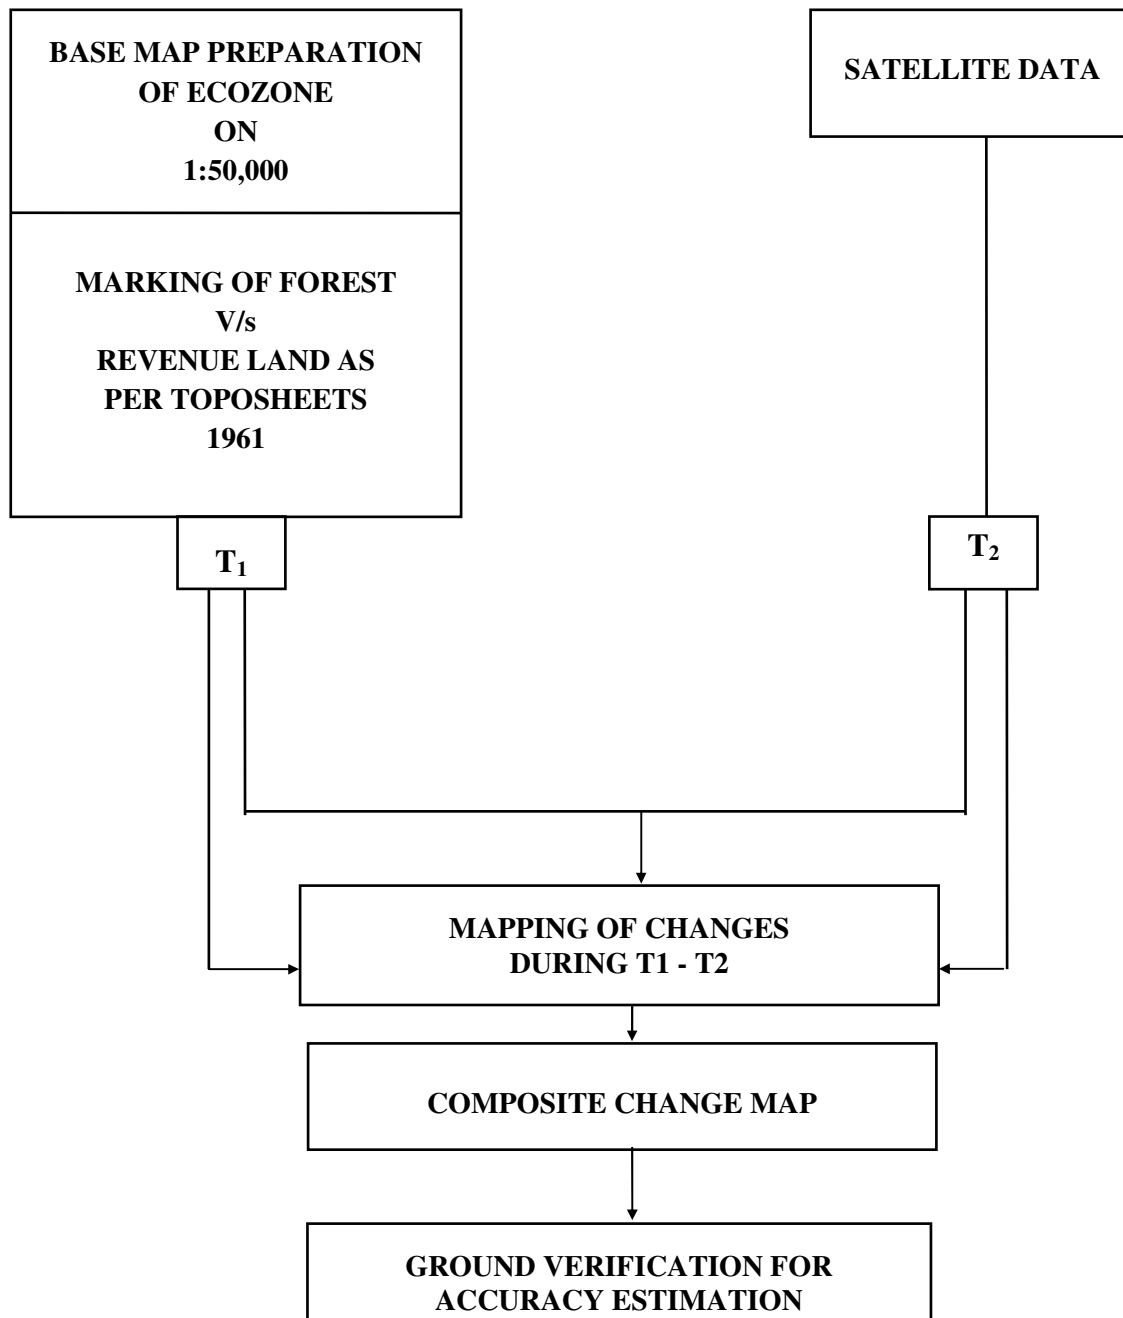 BASE MAP PREPARATION
OF ECOZONE
ON
1:50,000
SATELLITE DATA
MARKING OF FOREST
V/s
REVENUE LAND AS
PER TOPOSHEETS
1961
T₁
T₂
MAPPING OF CHANGES
DURING T1 - T2
COMPOSITE CHANGE MAP
GROUND VERIFICATION FOR
ACCURACY ESTIMATION